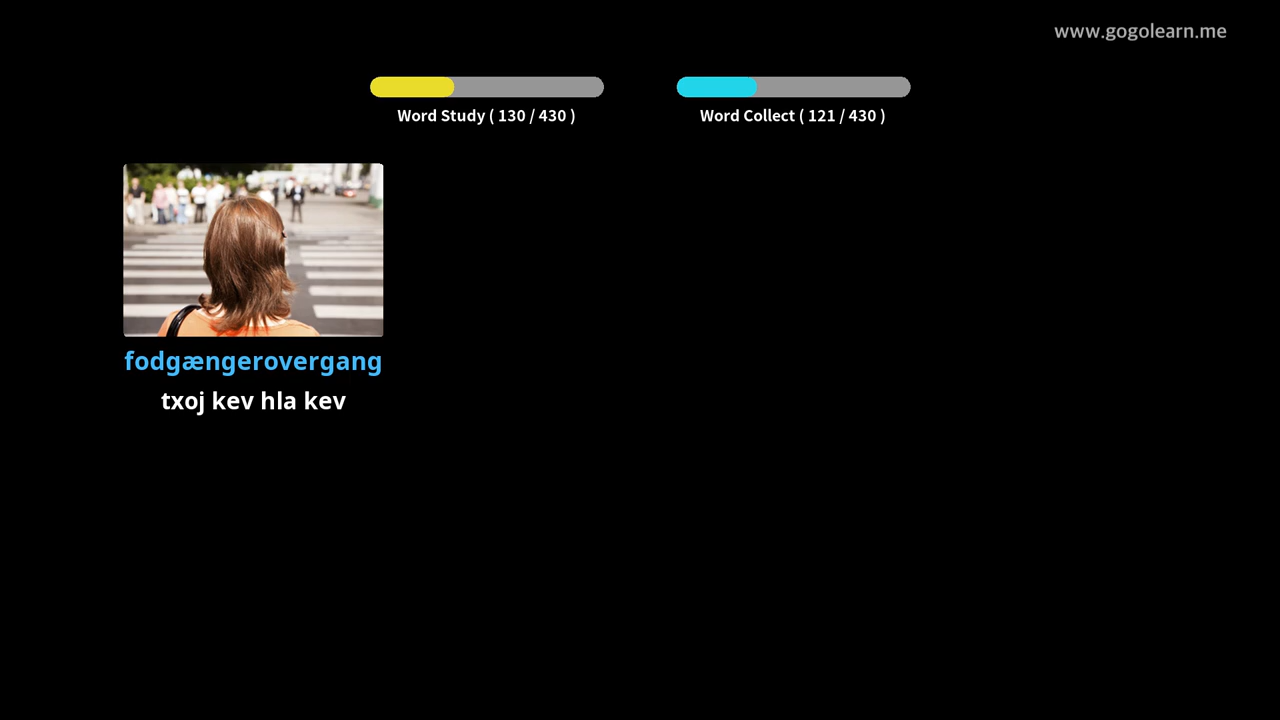 www.gogolearn.me
Word Study ( 130 / 430 )
Word Collect ( 121 / 430 )
fodgængerovergang
txoj kev hla kev